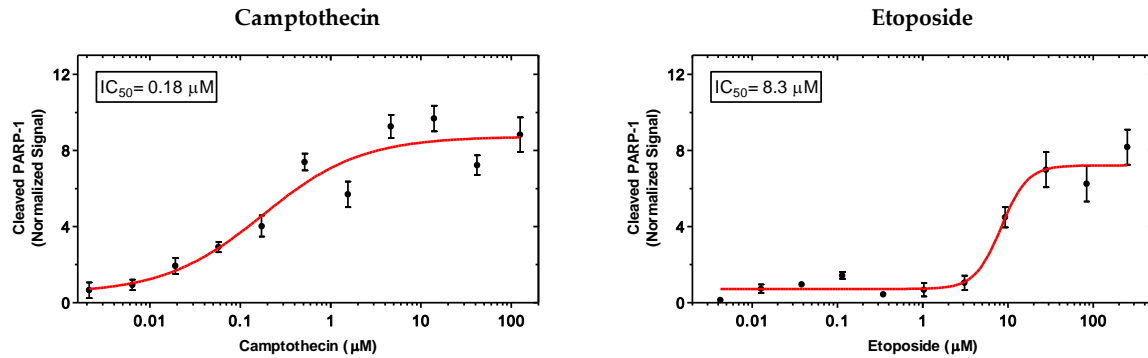 Camptothecin
IC50= 0.18 μM
Cleaved PARP-1
(Normalized Signal)
12
8
4
0
0.01 0.1 1 10 100
Camptothecin (μM)
Etoposide
IC50= 8.3 μM
Cleaved PARP-1
(Normalized Signal)
12
8
4
0
0.01 0.1 1 10 100
Etoposide (μM)